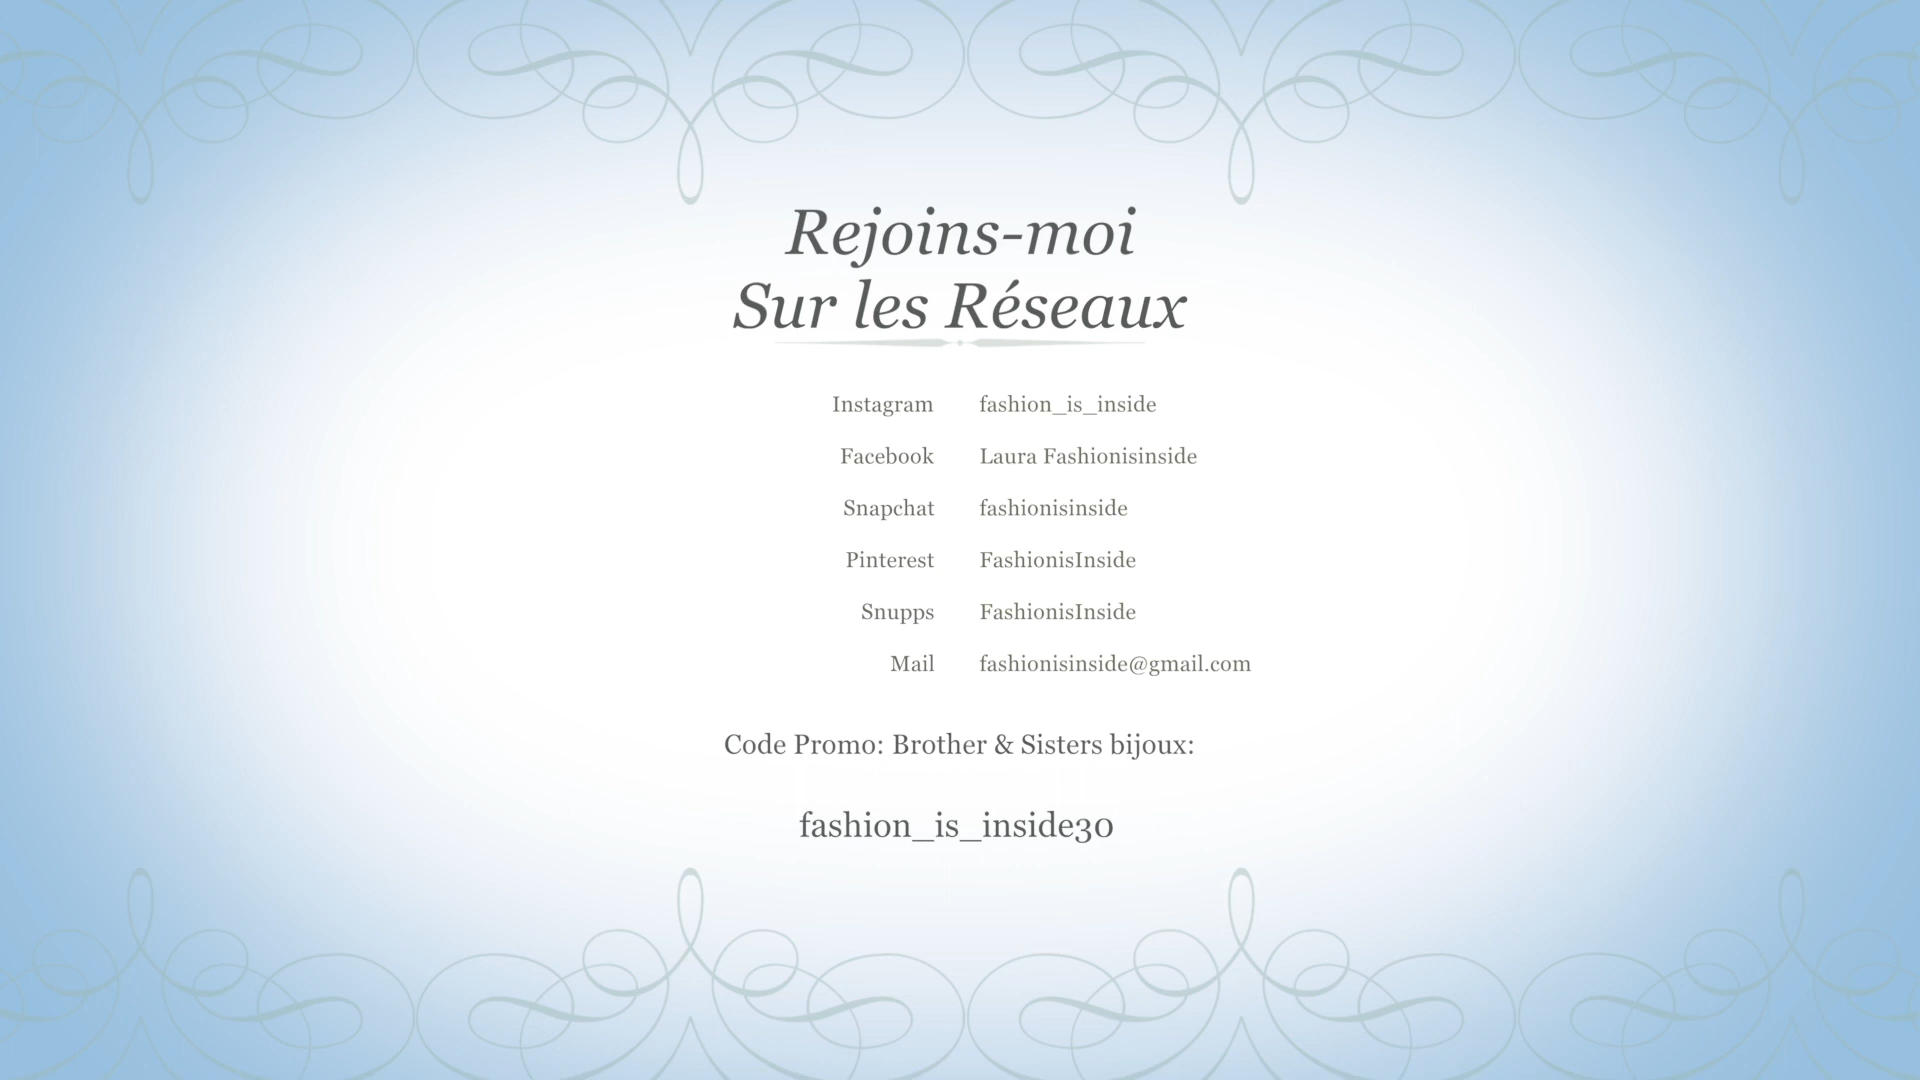 Rejoins-moi
Sur les Réseaux
Instagram fashion_is_inside
Facebook Laura Fashionisinside
Snapchat fashionisinside
Pinterest FashionisInside
Snupps FashionisInside
Mail fashionisinside@gmail.com
Code Promo: Brother & Sisters bijoux:
fashion_is_inside30